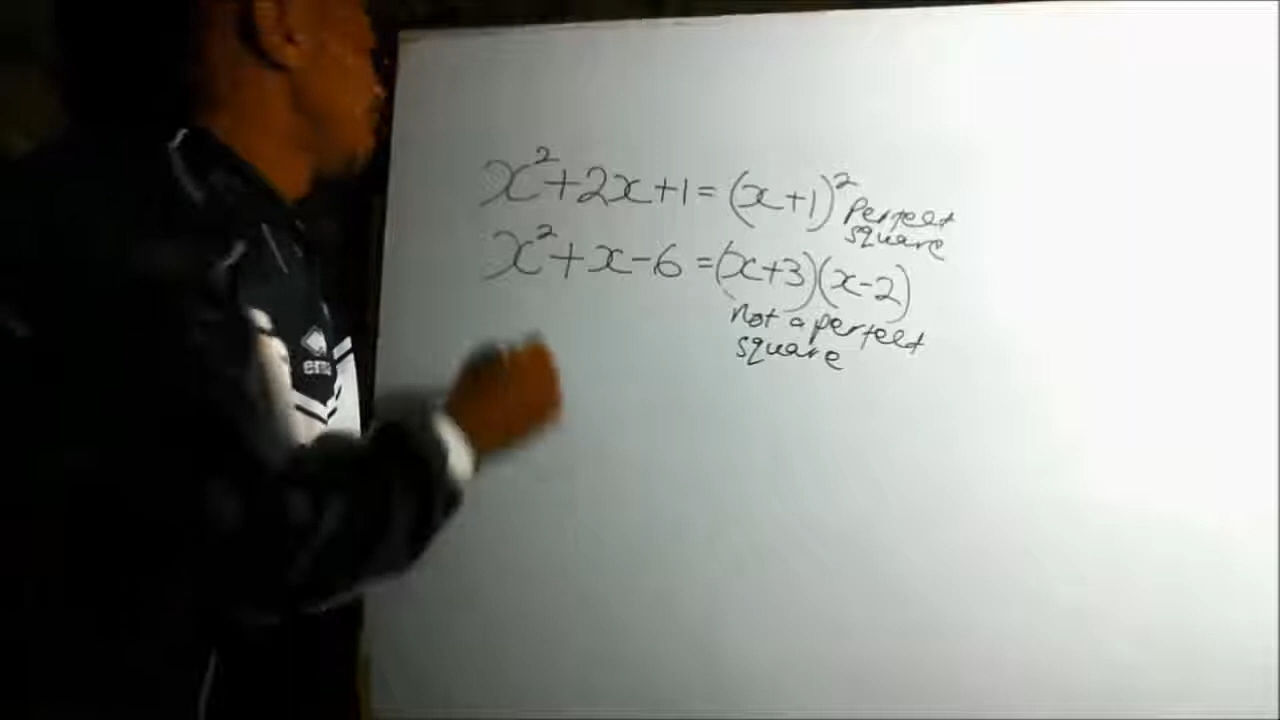 x²+2x+1=(x+1)² Perfect
square
x²+x-6=(x+3)(x-2)
not a perfect
square